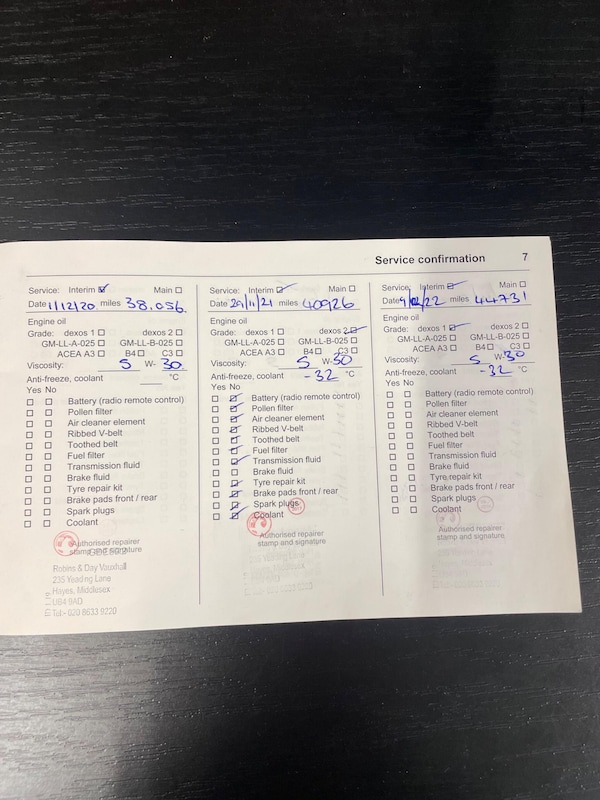 Service confirmation 7
Service: Interim ☑ Main ☐
Date 1/12/20 miles 38,056
Engine oil
Grade: dexos 1 ☐ dexos 2 ☐
GM-LL-A-025 ☐ GM-LL-B-025 ☐
ACEA A3 ☐ B4 ☐ C3 ☐
Viscosity: 5 W- 30
Anti-freeze, coolant °C
Yes No
☐ ☐ Battery (radio remote control)
☐ ☐ Pollen filter
☐ ☐ Air cleaner element
☐ ☐ Ribbed V-belt
☐ ☐ Toothed belt
☐ ☐ Fuel filter
☐ ☐ Transmission fluid
☐ ☐ Brake fluid
☐ ☐ Tyre repair kit
☐ ☐ Brake pads front / rear
☐ ☐ Spark plugs
☐ ☐ Coolant
Authorised repairer
stamp and signature
Robins & Day Vauxhall
235 Yeading Lane
Hayes, Middlesex
UB4 9AD
Tel:- 020 8633 9220
Service: Interim ☑ Main ☐
Date 29/11/21 miles 40926
Engine oil
Grade: dexos 1 ☐ dexos 2 ☑
GM-LL-A-025 ☐ GM-LL-B-025 ☐
ACEA A3 ☐ B4 ☐ C3 ☐
Viscosity: 5 W- 30
Anti-freeze, coolant -32 °C
Yes No
☐ ☑ Battery (radio remote control)
☐ ☑ Pollen filter
☐ ☑ Air cleaner element
☐ ☑ Ribbed V-belt
☐ ☑ Toothed belt
☐ ☑ Fuel filter
☐ ☑ Transmission fluid
☐ ☐ Brake fluid
☐ ☑ Tyre repair kit
☐ ☑ Brake pads front / rear
☐ ☑ Spark plugs
☐ ☑ Coolant
Authorised repairer
stamp and signature
Service: Interim ☑ Main ☐
Date miles 44731
Engine oil
Grade: dexos 1 ☑ dexos 2 ☐
GM-LL-A-025 ☐ GM-LL-B-025 ☐
ACEA A3 ☐ B4 ☐ C3 ☐
Viscosity: 5 W- 30
Anti-freeze, coolant -32 °C
Yes No
☐ ☐ Battery (radio remote control)
☐ ☐ Pollen filter
☐ ☐ Air cleaner element
☐ ☐ Ribbed V-belt
☐ ☐ Toothed belt
☐ ☐ Fuel filter
☐ ☐ Transmission fluid
☐ ☐ Brake fluid
☐ ☐ Tyre repair kit
☐ ☐ Brake pads front / rear
☐ ☐ Spark plugs
☐ ☐ Coolant
Authorised repairer
stamp and signature